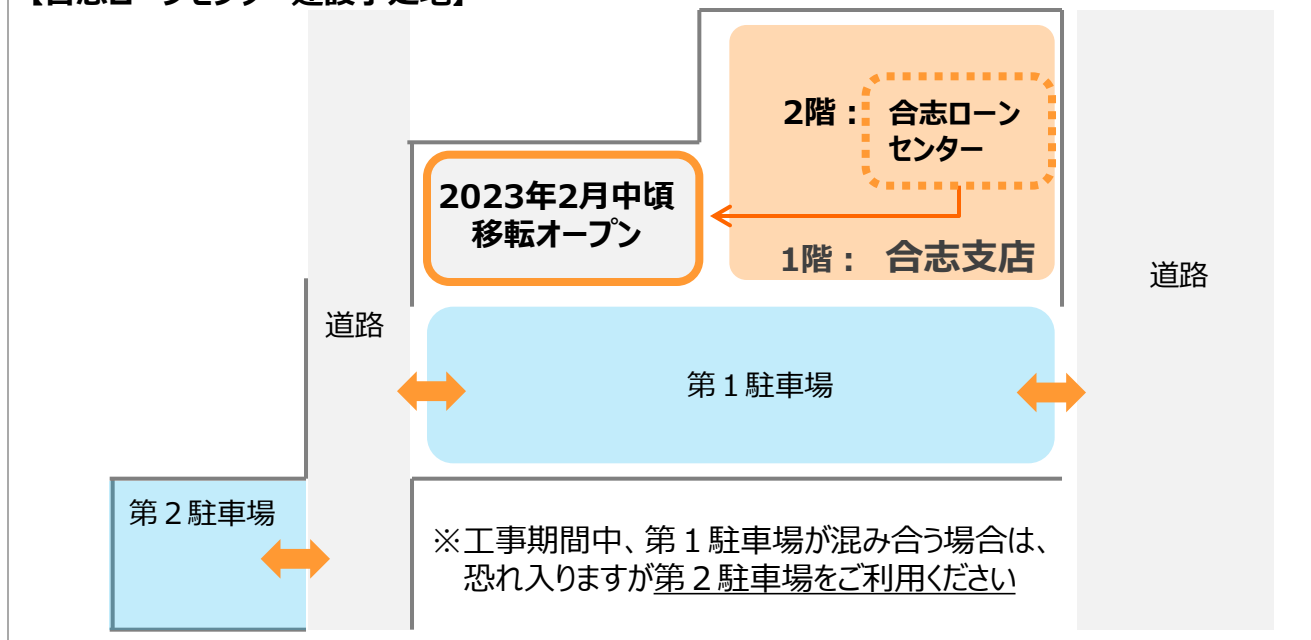 2階： 合志ローン
センター
2023年2月中頃
移転オープン
1階： 合志支店
道路
道路
第１駐車場
第２駐車場
※工事期間中、第１駐車場が混み合う場合は、
恐れ入りますが第２駐車場をご利用ください